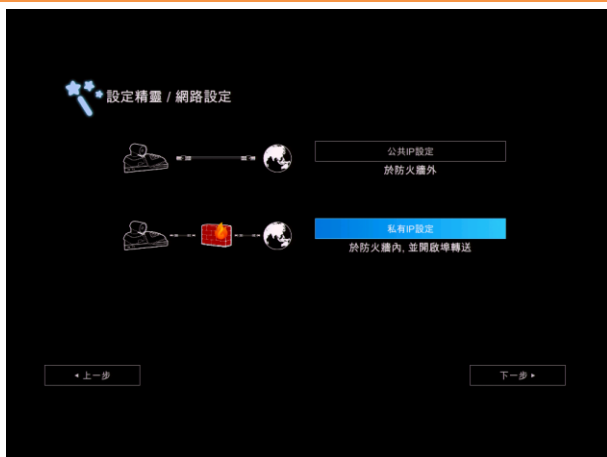 設定精靈 / 網路設定
公共IP設定
於防火牆外
私有IP設定
於防火牆內, 並開啟埠轉送
◂ 上一步
下一步 ▸